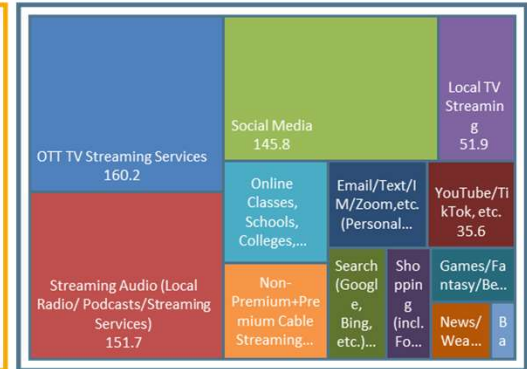 OTT TV Streaming Services
160.2
Streaming Audio (Local
Radio/ Podcasts/Streaming
Services)
151.7
Social Media
145.8
Local TV
Streamin
g
51.9
Online
Classes,
Schools,
Colleges,...
Email/Text/I
M/Zoom,etc.
(Personal...
YouTube/Ti
kTok, etc.
35.6
Non-
Premium+Pre
mium Cable
Streaming...
Search
(Googl
e,
Bing,
etc.)...
Sho
ppin
g
(incl.
Fo...
Games/Fa
ntasy/Be...
News/
Wea...
Ba